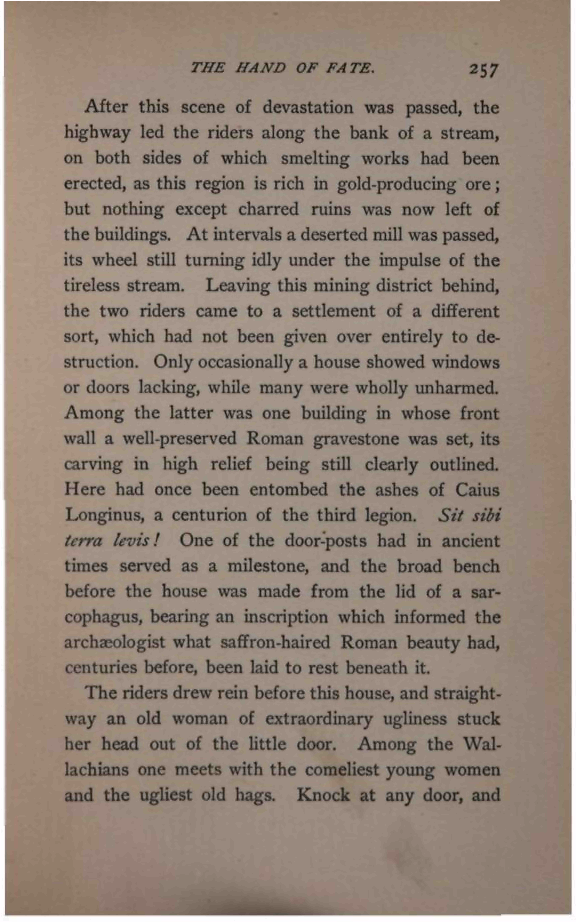 THE HAND OF FATE. 257
After this scene of devastation was passed, the
highway led the riders along the bank of a stream,
on both sides of which smelting works had been
erected, as this region is rich in gold-producing ore;
but nothing except charred ruins was now left of
the buildings. At intervals a deserted mill was passed,
its wheel still turning idly under the impulse of the
tireless stream. Leaving this mining district behind,
the two riders came to a settlement of a different
sort, which had not been given over entirely to de-
struction. Only occasionally a house showed windows
or doors lacking, while many were wholly unharmed.
Among the latter was one building in whose front
wall a well-preserved Roman gravestone was set, its
carving in high relief being still clearly outlined.
Here had once been entombed the ashes of Caius
Longinus, a centurion of the third legion. Sit sibi
terra levis! One of the door-posts had in ancient
times served as a milestone, and the broad bench
before the house was made from the lid of a sar-
cophagus, bearing an inscription which informed the
archæologist what saffron-haired Roman beauty had,
centuries before, been laid to rest beneath it.
The riders drew rein before this house, and straight-
way an old woman of extraordinary ugliness stuck
her head out of the little door. Among the Wal-
lachians one meets with the comeliest young women
and the ugliest old hags. Knock at any door, and